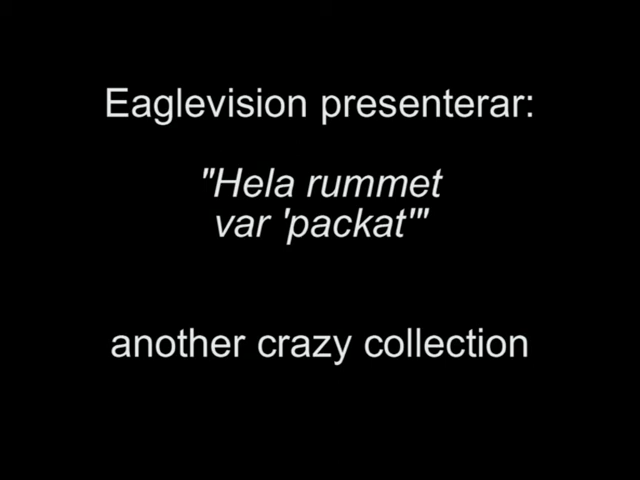 Eaglevision presenterar:
"Hela rummet
var 'packat'"
another crazy collection